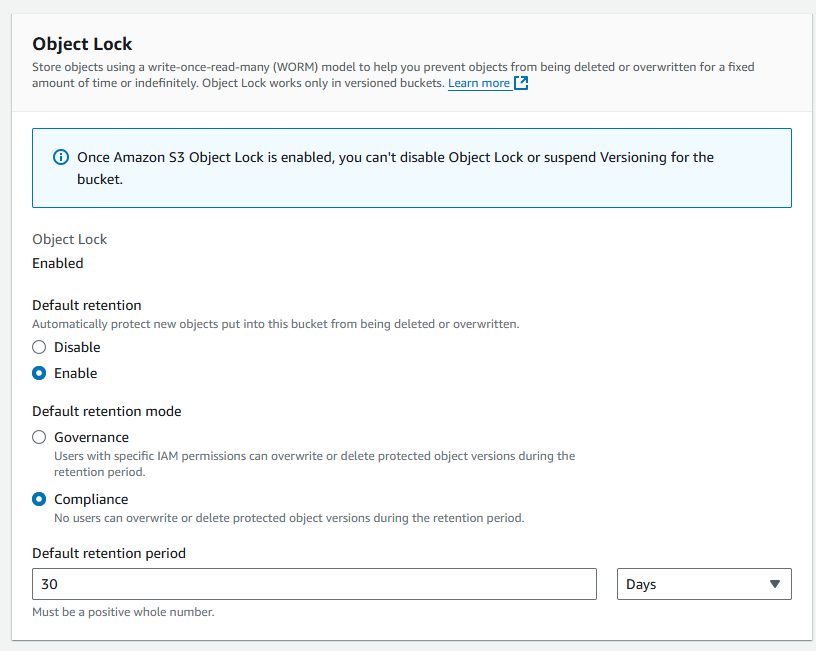 Object Lock
Store objects using a write-once-read-many (WORM) model to help you prevent objects from being deleted or overwritten for a fixed
amount of time or indefinitely. Object Lock works only in versioned buckets. Learn more
Once Amazon S3 Object Lock is enabled, you can't disable Object Lock or suspend Versioning for the
bucket.
Object Lock
Enabled
Default retention
Automatically protect new objects put into this bucket from being deleted or overwritten.
Disable
Enable
Default retention mode
Governance
Users with specific IAM permissions can overwrite or delete protected object versions during the
retention period.
Compliance
No users can overwrite or delete protected object versions during the retention period.
Default retention period
30 Days
Must be a positive whole number.